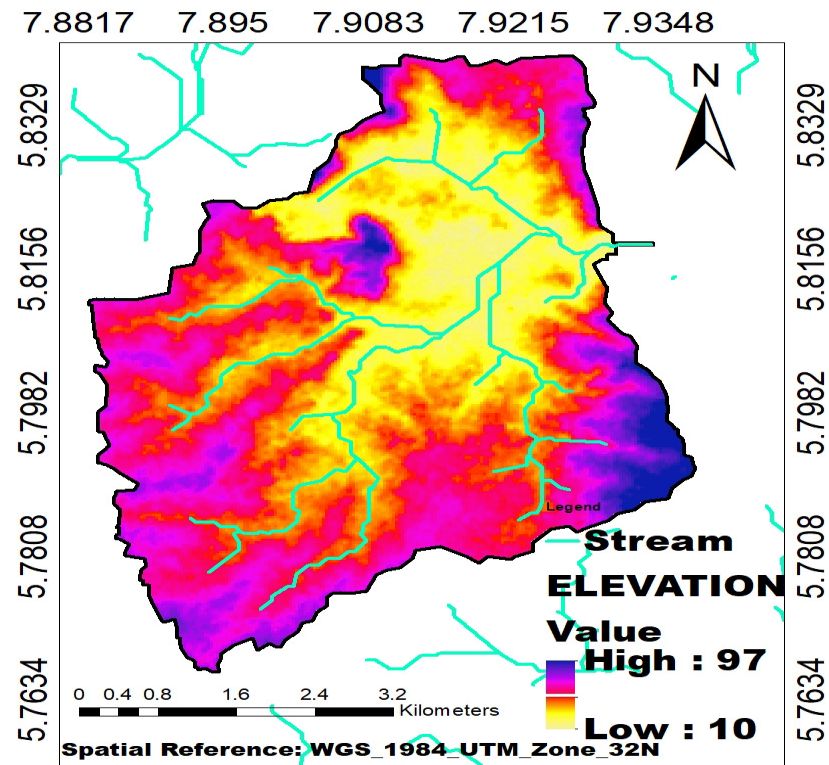 7.8817 7.895 7.9083 7.9215 7.9348
N
5.8329 5.8329
5.8156 5.8156
5.7982 5.7982
5.7808 5.7808
5.7634 5.7634
Legend
Stream
ELEVATION
Value
High : 97
Low : 10
0 0.4 0.8 1.6 2.4 3.2
Kilometers
Spatial Reference: WGS_1984_UTM_Zone_32N